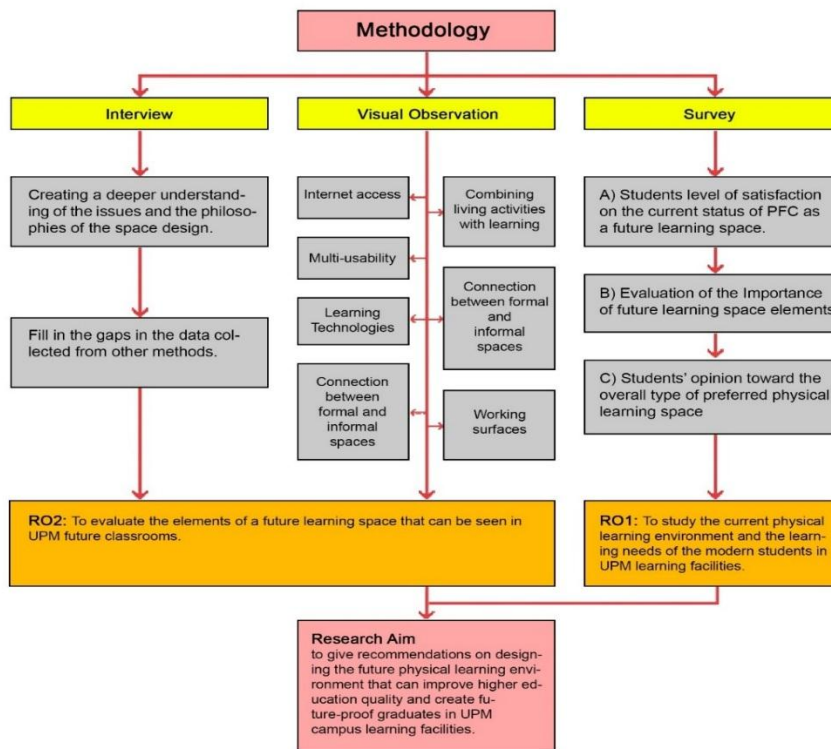 Methodology
Interview
Visual Observation
Survey
Creating a deeper understand-
ing of the issues and the philoso-
phies of the space design.
Fill in the gaps in the data col-
lected from other methods.
Internet access
Multi-usability
Learning Technologies
Connection
between
formal and
informal spaces
Combining
living activities
with learning
Connection
between formal
and
informal
spaces
Working
surfaces
A) Students level of satisfaction
on the current status of PFC as
a future learning space.
B) Evaluation of the Importance
of future learning space elements
C) Students' opinion toward the
overall type of preferred physical
learning space
RO2: To evaluate the elements of a future learning space that can be seen in
UPM future classrooms.
RO1: To study the current physical
learning environment and the learn-
ing needs of the modern students in
UPM learning facilities.
Research Aim
to give recommendations on design-
ing the future physical learning envi-
ronment that can improve higher ed-
ucation quality and create fu-
ture-proof graduates in UPM
campus learning facilities.